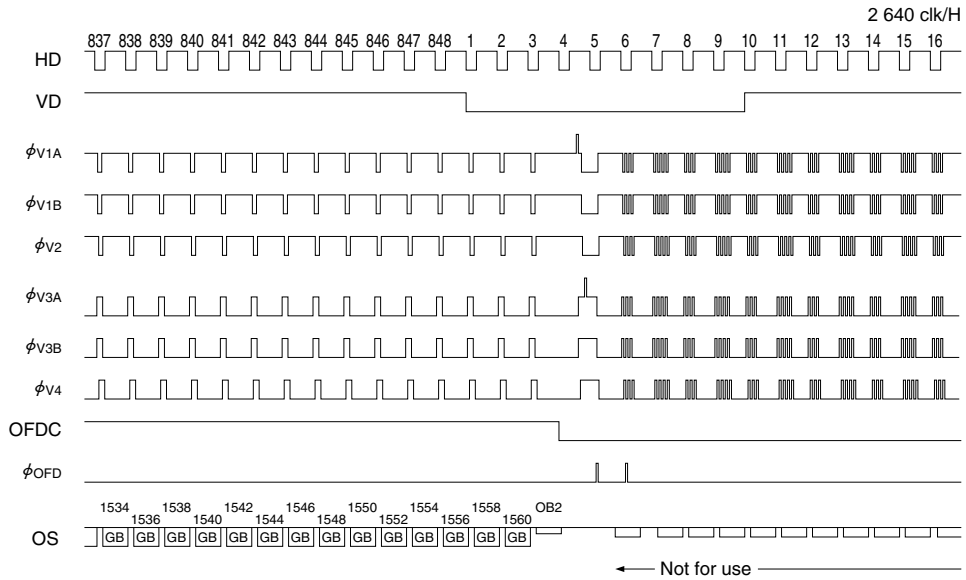 2 640 clk/H
HD 837 838 839 840 841 842 843 844 845 846 847 848 1 2 3 4 5 6 7 8 9 10 11 12 13 14 15 16
VD
ϕV1A
ϕV1B
ϕV2
ϕV3A
ϕV3B
ϕV4
OFDC
ϕOFD
1534 1538 1542 1546 1550 1554 1558 OB2
1536 1540 1544 1548 1552 1556 1560
OS GB GB GB GB GB GB GB GB GB GB GB GB GB GB
Not for use